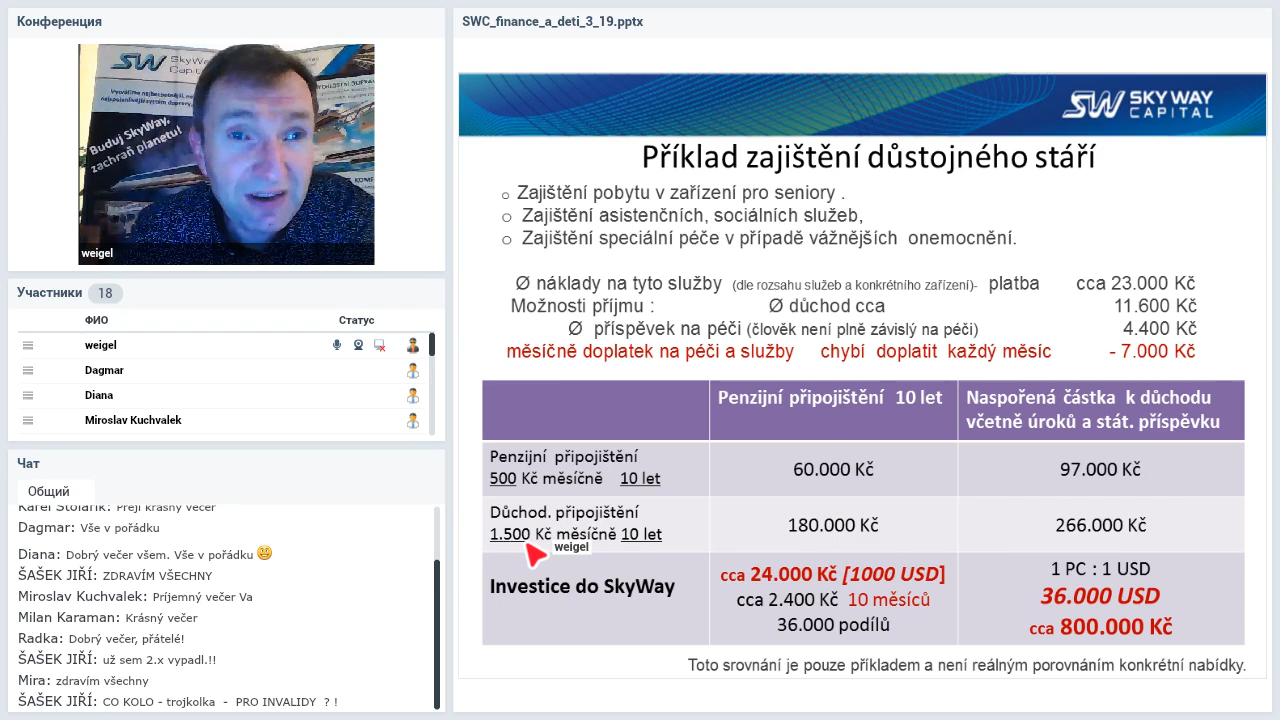 Конференция
SW SkyWay
Capital
Buduj SkyWay,
zachraň planetu!
weigel
Участники 18
ФИО Статус
weigel
Dagmar
Diana
Miroslav Kuchvalek
Чат
Общий
Karel Stolařík: Přeji krásný večer
Dagmar: Vše v pořádku
Diana: Dobrý večer všem. Vše v pořádku
ŠAŠEK JIŘÍ: ZDRAVÍM VŠECHNY
Miroslav Kuchvalek: Príjemný večer Va
Milan Karaman: Krásný večer
Radka: Dobrý večer, přátelé!
ŠAŠEK JIŘÍ: už sem 2.x vypadl.!!
Mira: zdravím všechny
ŠAŠEK JIŘÍ: CO KOLO - trojkolka - PRO INVALIDY ? !
SWC_finance_a_deti_3_19.pptx
SW SKY WAY
CAPITAL
Příklad zajištění důstojného stáří
o Zajištění pobytu v zařízení pro seniory .
o Zajištění asistenčních, sociálních služeb,
o Zajištění speciální péče v případě vážnějších onemocnění.
Ø náklady na tyto služby (dle rozsahu služeb a konkrétního zařízení)- platba cca 23.000 Kč
Možnosti příjmu : Ø důchod cca 11.600 Kč
Ø příspěvek na péči (člověk není plně závislý na péči) 4.400 Kč
měsíčně doplatek na péči a služby chybí doplatit každý měsíc - 7.000 Kč
Penzijní připojištění 10 let
Naspořená částka k důchodu
včetně úroků a stát. příspěvku
Penzijní připojištění
500 Kč měsíčně 10 let
60.000 Kč
97.000 Kč
Důchod. připojištění
1.500 Kč měsíčně 10 let
180.000 Kč
266.000 Kč
weigel
Investice do SkyWay
cca 24.000 Kč [1000 USD]
cca 2.400 Kč 10 měsíců
36.000 podílů
1 PC : 1 USD
36.000 USD
cca 800.000 Kč
Toto srovnání je pouze příkladem a není reálným porovnáním konkrétní nabídky.